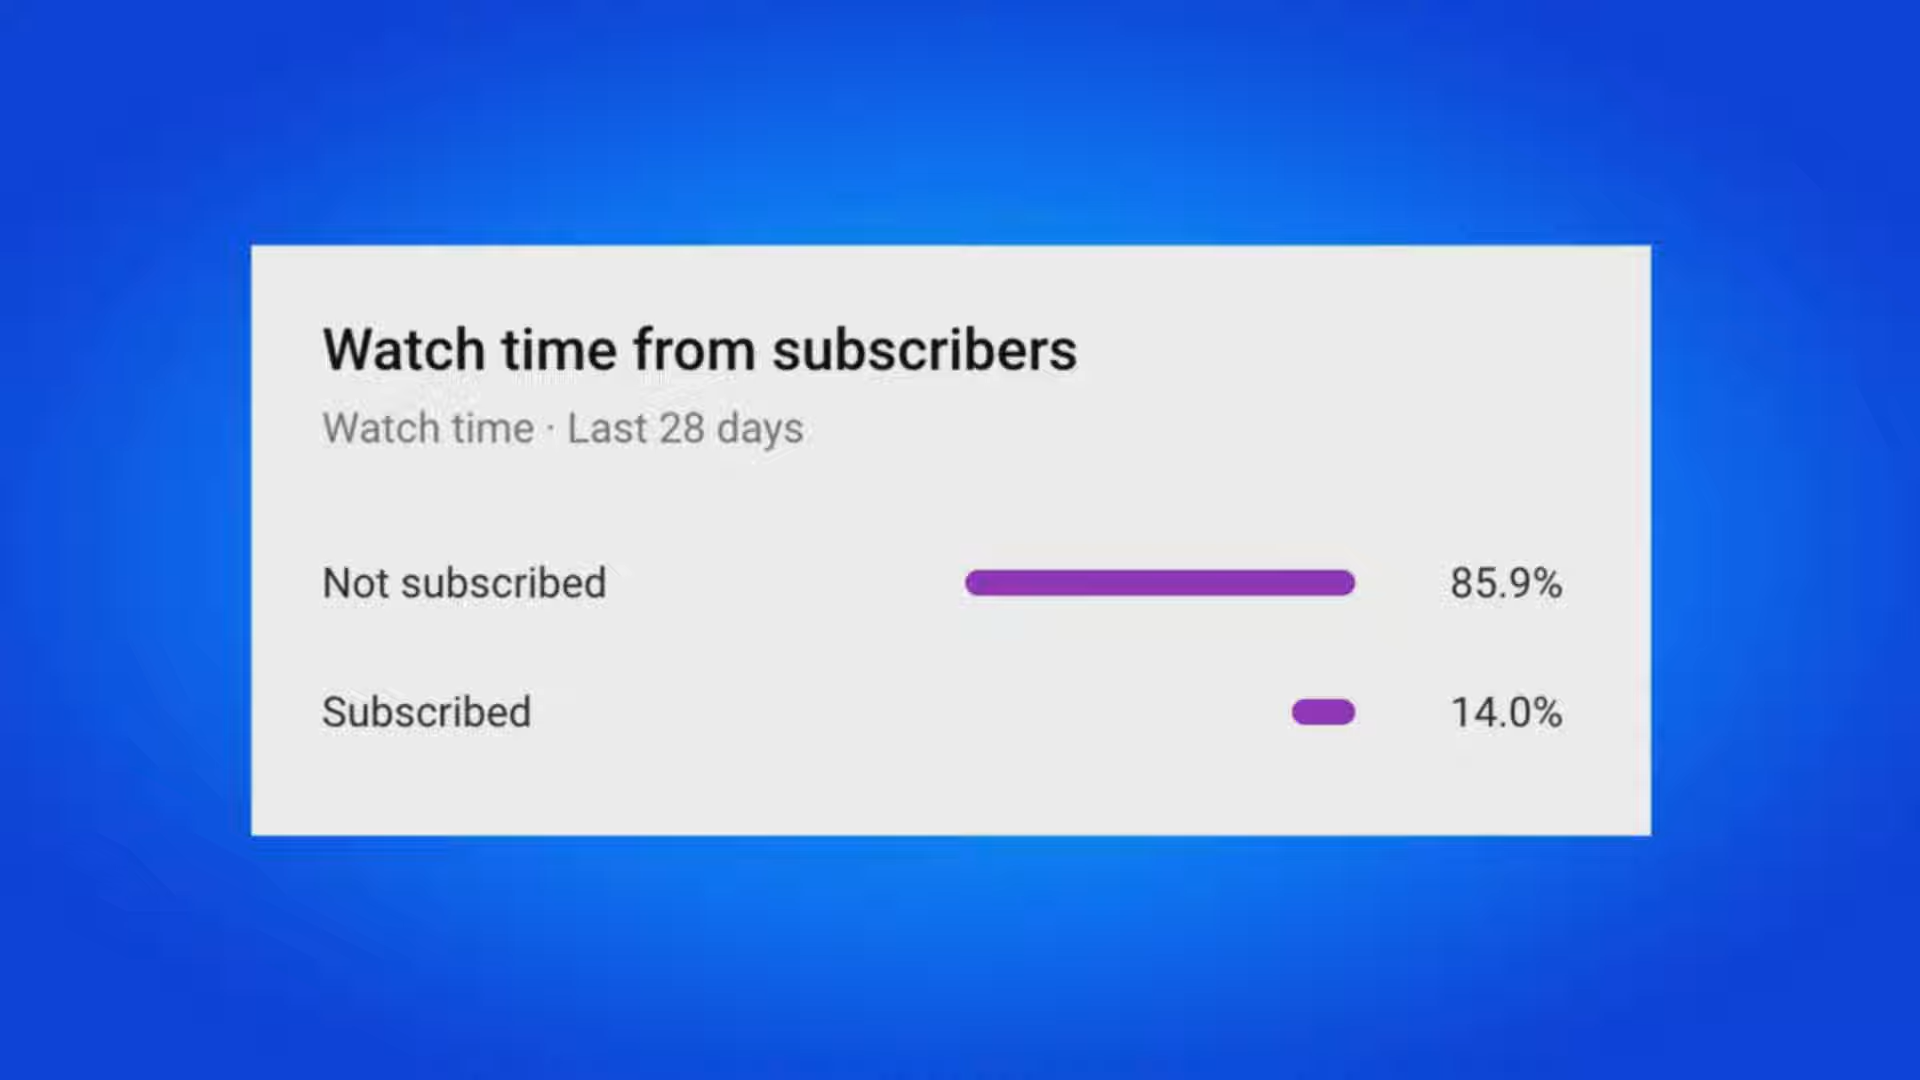 Watch time from subscribers
Watch time · Last 28 days
Not subscribed 85.9%
Subscribed 14.0%